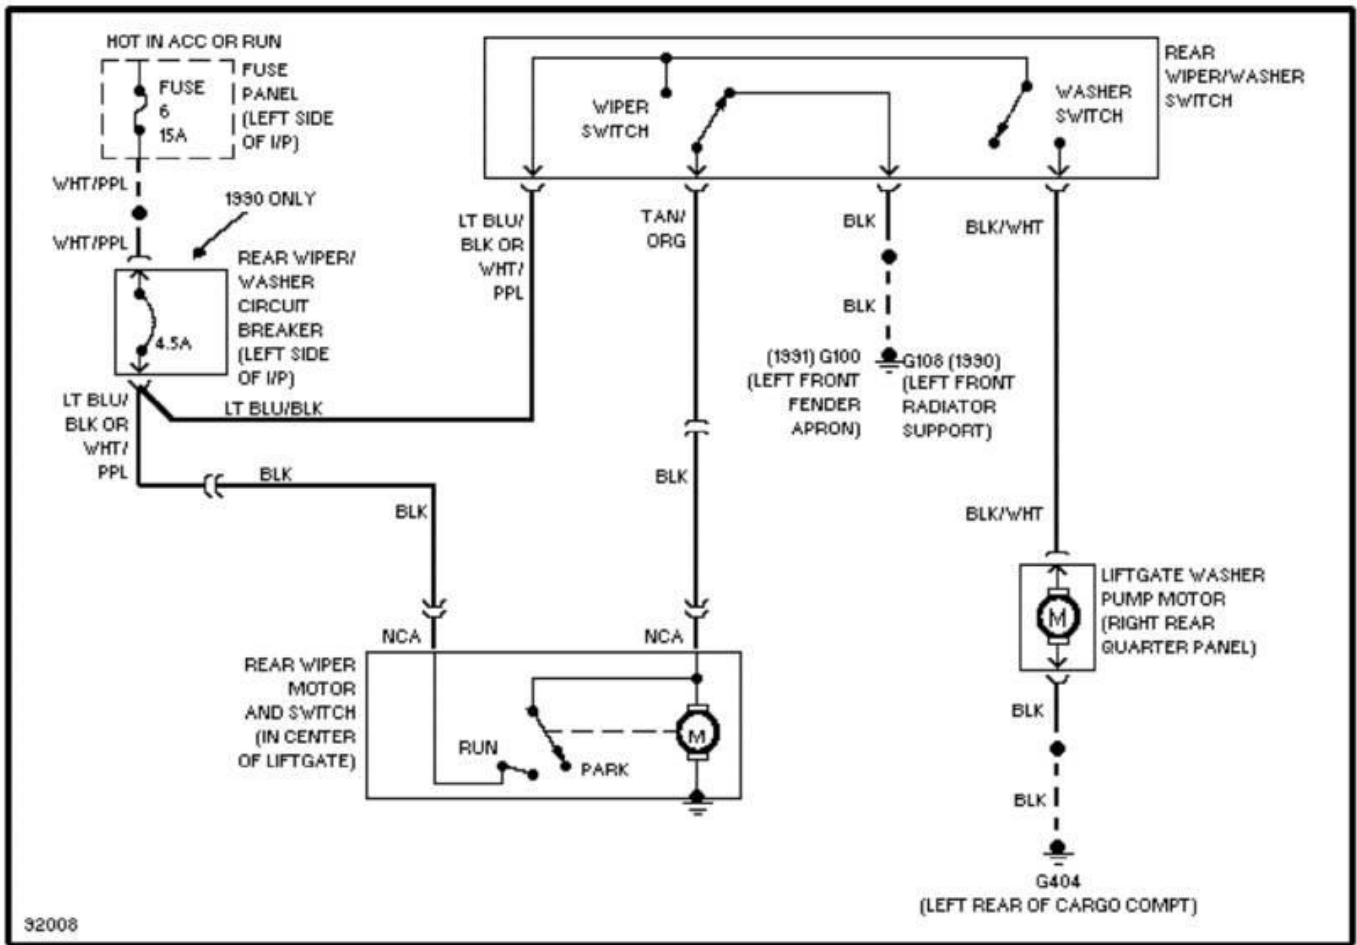 HOT IN ACC OR RUN
FUSE
6
15A
FUSE
PANEL
(LEFT SIDE
OF I/P)
WHT/PPL
WHT/PPL
1990 ONLY
REAR WIPER/
WASHER
CIRCUIT
BREAKER
(LEFT SIDE
OF I/P)
4.5A
LT BLU/
BLK OR
WHT/
PPL
LT BLU/BLK
BLK
BLK
REAR
WIPER/WASHER
SWITCH
WIPER
SWITCH
WASHER
SWITCH
LT BLU/
BLK OR
WHT/
PPL
TAN/
ORG
BLK
BLK
BLK
(1991) G100
(LEFT FRONT
FENDER
APRON)
G108 (1990)
(LEFT FRONT
RADIATOR
SUPPORT)
BLK/WHT
BLK/WHT
LIFTGATE WASHER
PUMP MOTOR
(RIGHT REAR
QUARTER PANEL)
M
BLK
BLK
G404
(LEFT REAR OF CARGO COMPT)
NCA
NCA
REAR WIPER
MOTOR
AND SWITCH
(IN CENTER
OF LIFTGATE)
RUN
PARK
M
92008